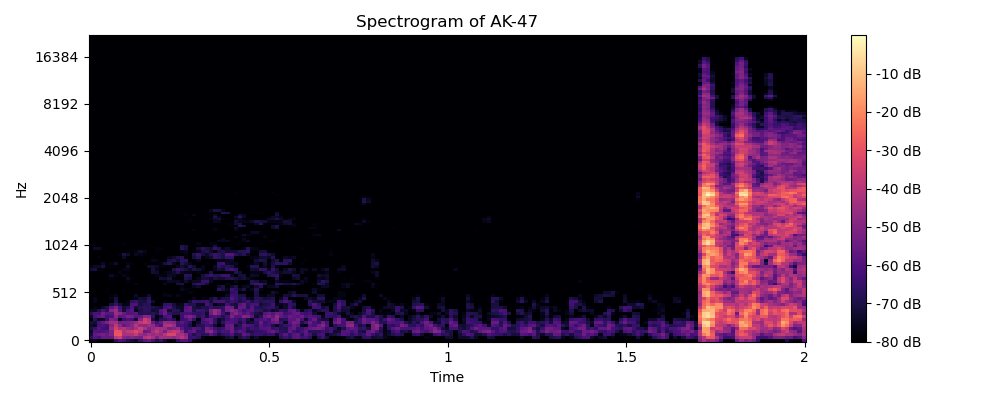 Spectrogram of AK-47
16384
8192
4096
2048
1024
512
0
Hz
0
0.5
1
1.5
2
Time
-10 dB
-20 dB
-30 dB
-40 dB
-50 dB
-60 dB
-70 dB
-80 dB